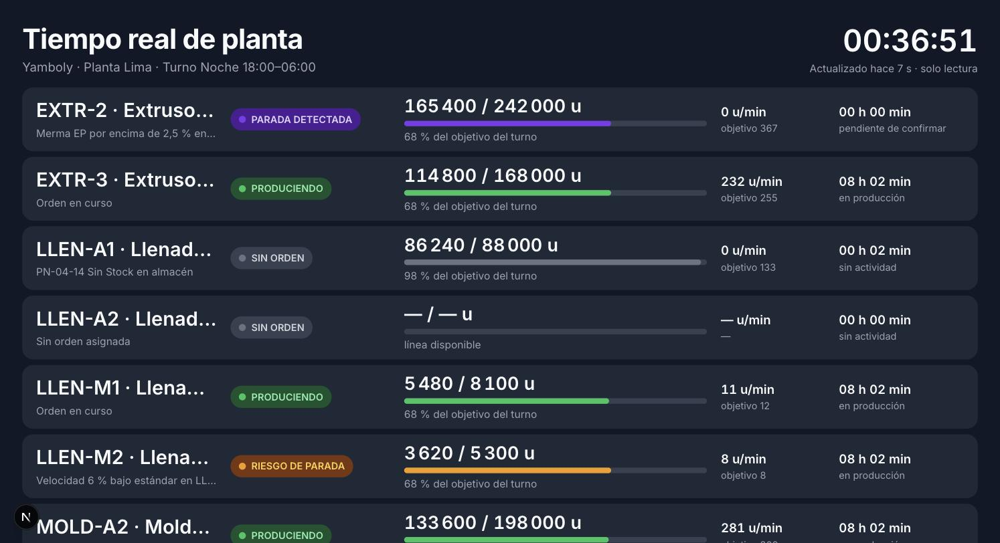 Tiempo real de planta
00:36:51
Yamboly · Planta Lima · Turno Noche 18:00–06:00
Actualizado hace 7 s · solo lectura
EXTR-2 · Extruso...
Merma EP por encima de 2,5 % en...
PARADA DETECTADA
165 400 / 242 000 u
68 % del objetivo del turno
0 u/min
objetivo 367
00 h 00 min
pendiente de confirmar
EXTR-3 · Extruso...
Orden en curso
PRODUCIENDO
114 800 / 168 000 u
68 % del objetivo del turno
232 u/min
objetivo 255
08 h 02 min
en producción
LLEN-A1 · Llenad...
PN-04-14 Sin Stock en almacén
SIN ORDEN
86 240 / 88 000 u
98 % del objetivo del turno
0 u/min
objetivo 133
00 h 02 min
sin actividad
LLEN-A2 · Llenad...
Sin orden asignada
SIN ORDEN
— / — u
línea disponible
— u/min
—
00 h 00 min
sin actividad
LLEN-M1 · Llena...
Orden en curso
PRODUCIENDO
5 480 / 8 100 u
68 % del objetivo del turno
11 u/min
objetivo 12
08 h 02 min
en producción
LLEN-M2 · Llena...
Velocidad 6 % bajo estándar en LL...
RIESGO DE PARADA
3 620 / 5 300 u
68 % del objetivo del turno
8 u/min
objetivo 8
08 h 02 min
en producción
N
MOLD-A2 · Mold...
PRODUCIENDO
133 600 / 198 000 u
281 u/min
08 h 02 min